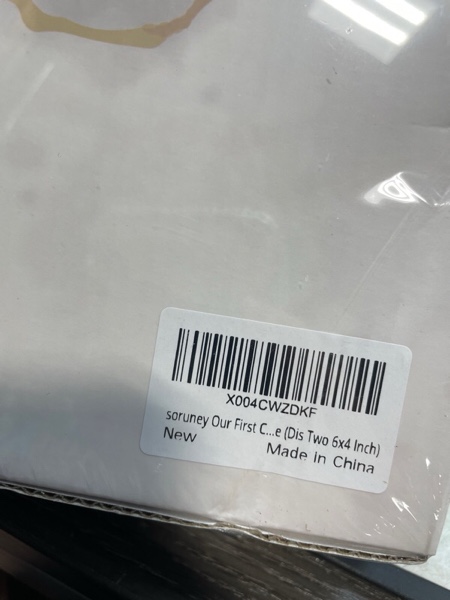 X004CWZDKF
soruney Our First C...e (Dis Two 6x4 Inch)
New
Made in China